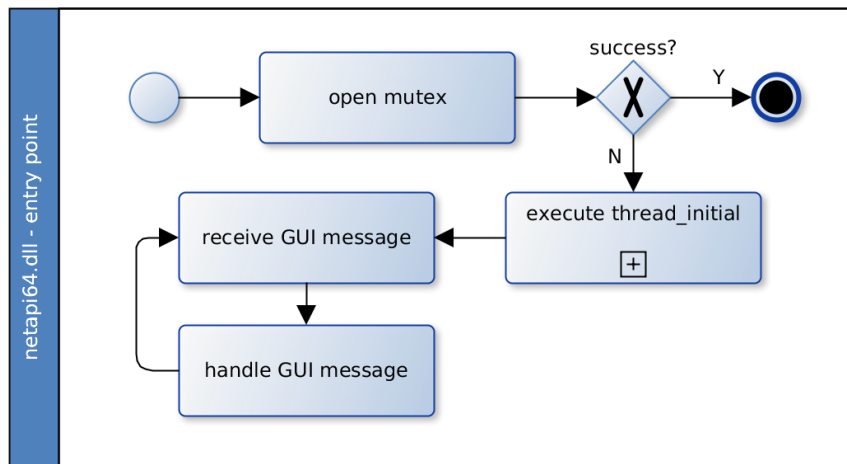 netapi64.dll - entry point
open mutex
success?
Y
N
execute thread_initial
receive GUI message
handle GUI message